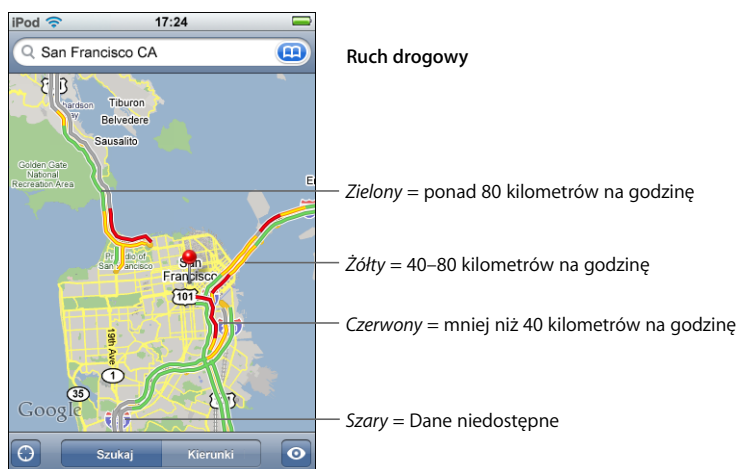 iPod 17:24
San Francisco CA
Ruch drogowy
Tiburon
Belvedere
Sausalito
Golden Gate
National
Recreation Area
Zielony = ponad 80 kilometrów na godzinę
San Francisco
San
Francisco
Żółty = 40–80 kilometrów na godzinę
101
Czerwony = mniej niż 40 kilometrów na godzinę
19th Ave
1
35
Google
Szary = Dane niedostępne
Szukaj Kierunki